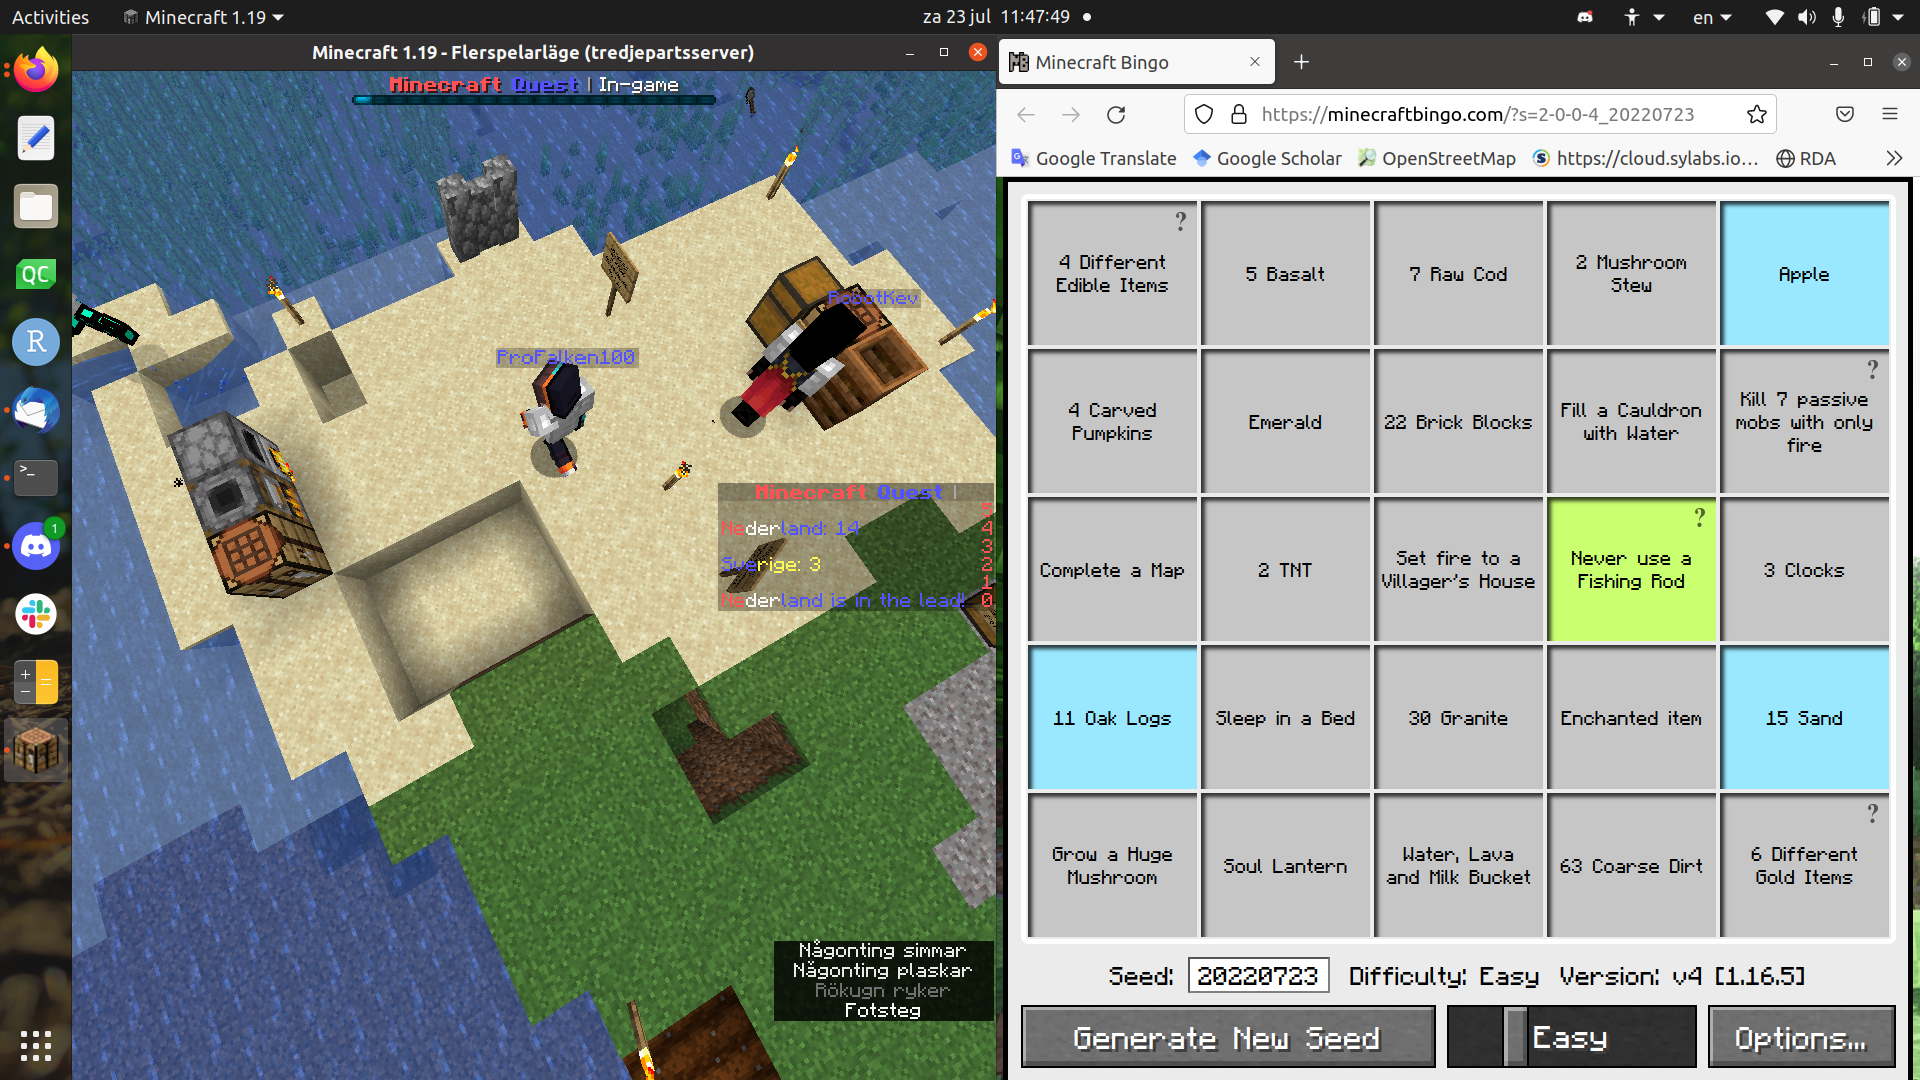 Activities
Minecraft 1.19
za 23 jul 11:47:49
en
Minecraft 1.19 - Flerspelarläge (tredjepartsserver)
Minecraft Quest | In-game
RobotKev
ProFalken100
Minecraft Quest |
5
Nederland: 14 4
3
Sverige: 3 2
1
Nederland is in the lead! 0
Någonting simmar
Någonting plaskar
Rökugn ryker
Fotsteg
QC
R
>_
1
Minecraft Bingo
https://minecraftbingo.com/?s=2-0-0-4_20220723
Google Translate
Google Scholar
OpenStreetMap
https://cloud.sylabs.io...
RDA
?
4 Different
Edible Items
5 Basalt
7 Raw Cod
2 Mushroom
Stew
Apple
4 Carved
Pumpkins
Emerald
22 Brick Blocks
Fill a Cauldron
with Water
?
Kill 7 passive
mobs with only
fire
Complete a Map
2 TNT
Set fire to a
Villager's House
?
Never use a
Fishing Rod
3 Clocks
11 Oak Logs
Sleep in a Bed
30 Granite
Enchanted item
15 Sand
Grow a Huge
Mushroom
Soul Lantern
Water, Lava
and Milk Bucket
63 Coarse Dirt
?
6 Different
Gold Items
Seed: 20220723 Difficulty: Easy Version: v4 [1.16.5]
Generate New Seed
Easy
Options...